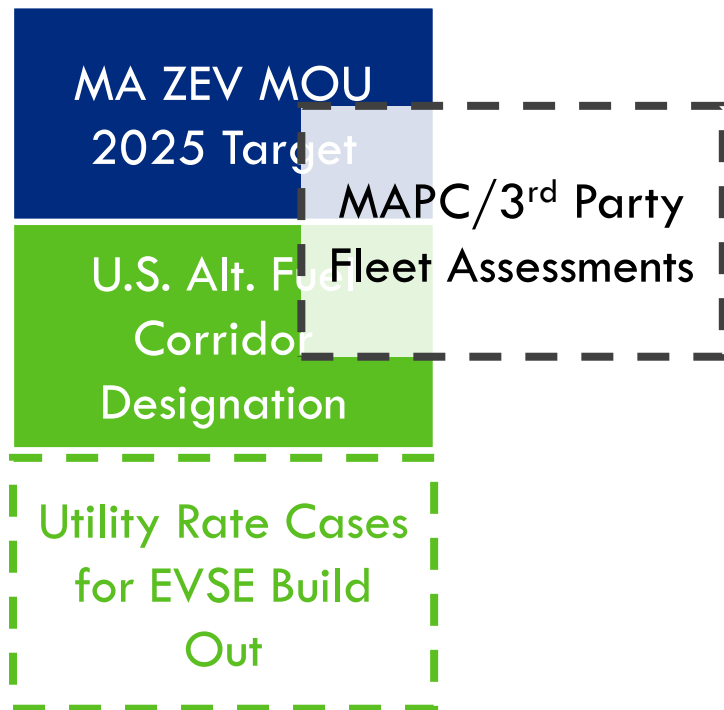 MA ZEV MOU
2025 Target
MAPC/3rd Party
Fleet Assessments
U.S. Alt. Fuel
Corridor
Designation
Utility Rate Cases
for EVSE Build
Out